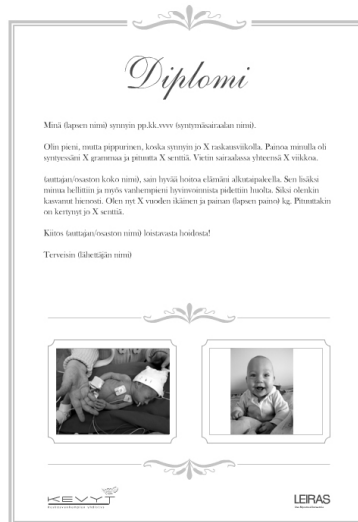 Diplomi
Minä (lapsen nimi) synnyin pp.kk.vvvv (syntymäsairaalan nimi).
Olin pieni, mutta pippurinen, koska synnyin jo X raskausviikolla. Painoa minulla oli
syntyessäni X grammaa ja pituutta X senttiä. Vietin sairaalassa yhteensä X viikkoa.
(auttajan/osaston koko nimi), sain hyvää hoitoa elämäni alkutaipaleella. Sen lisäksi
minua hellittiin ja myös vanhempieni hyvinvoinnista pidettiin huolta. Siksi olenkin
kasvanut hienosti. Olen nyt X vuoden ikäinen ja painan (lapsen paino) kg. Pituuttakin
on kertynyt jo X senttiä.
Kiitos (auttajan/osaston nimi) loistavasta hoidosta!
Terveisin (lähettäjän nimi)
KEVYT
LEIRAS